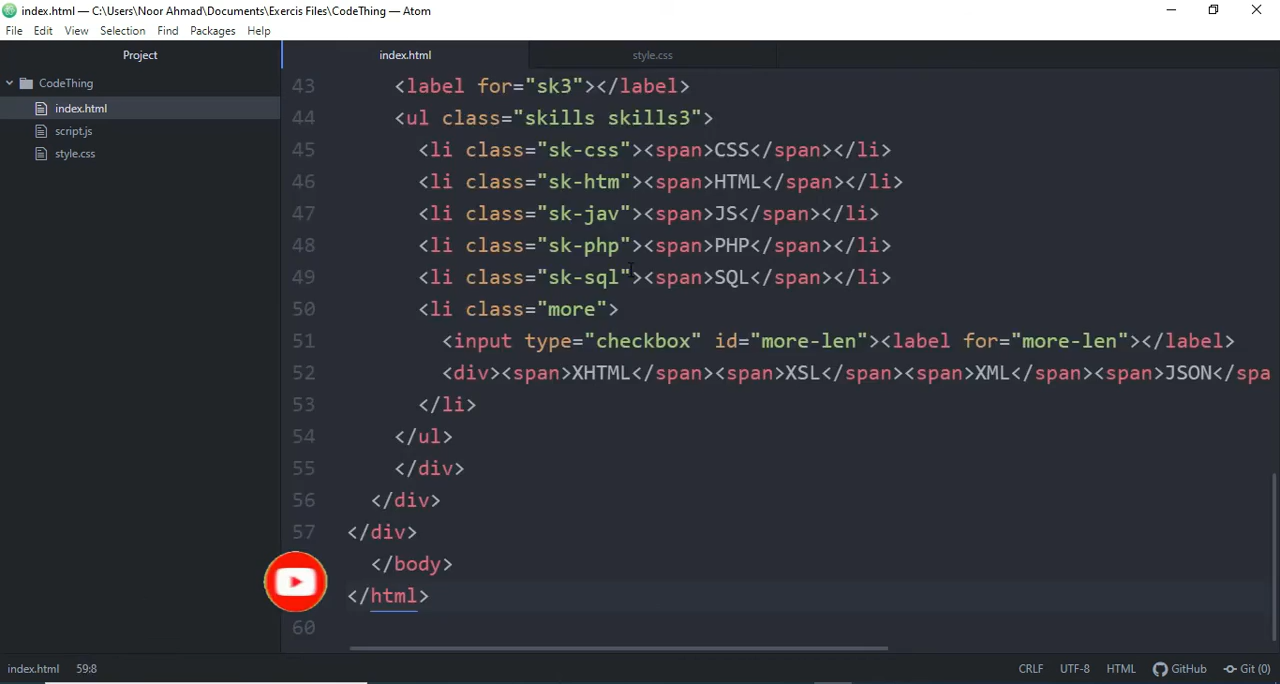 index.html — C:\Users\Noor Ahmad\Documents\Exercis Files\CodeThing — Atom
File Edit View Selection Find Packages Help
Project
index.html style.css
CodeThing
index.html
script.js
style.css
43 <label for="sk3"></label>
44 <ul class="skills skills3">
45 <li class="sk-css"><span>CSS</span></li>
46 <li class="sk-htm"><span>HTML</span></li>
47 <li class="sk-jav"><span>JS</span></li>
48 <li class="sk-php"><span>PHP</span></li>
49 <li class="sk-sql"><span>SQL</span></li>
50 <li class="more">
51 <input type="checkbox" id="more-len"><label for="more-len"></label>
52 <div><span>XHTML</span><span>XSL</span><span>XML</span><span>JSON</spa
53 </li>
54 </ul>
55 </div>
56 </div>
57 </div>
</body>
</html>
60
index.html 59:8 CRLF UTF-8 HTML GitHub Git (0)